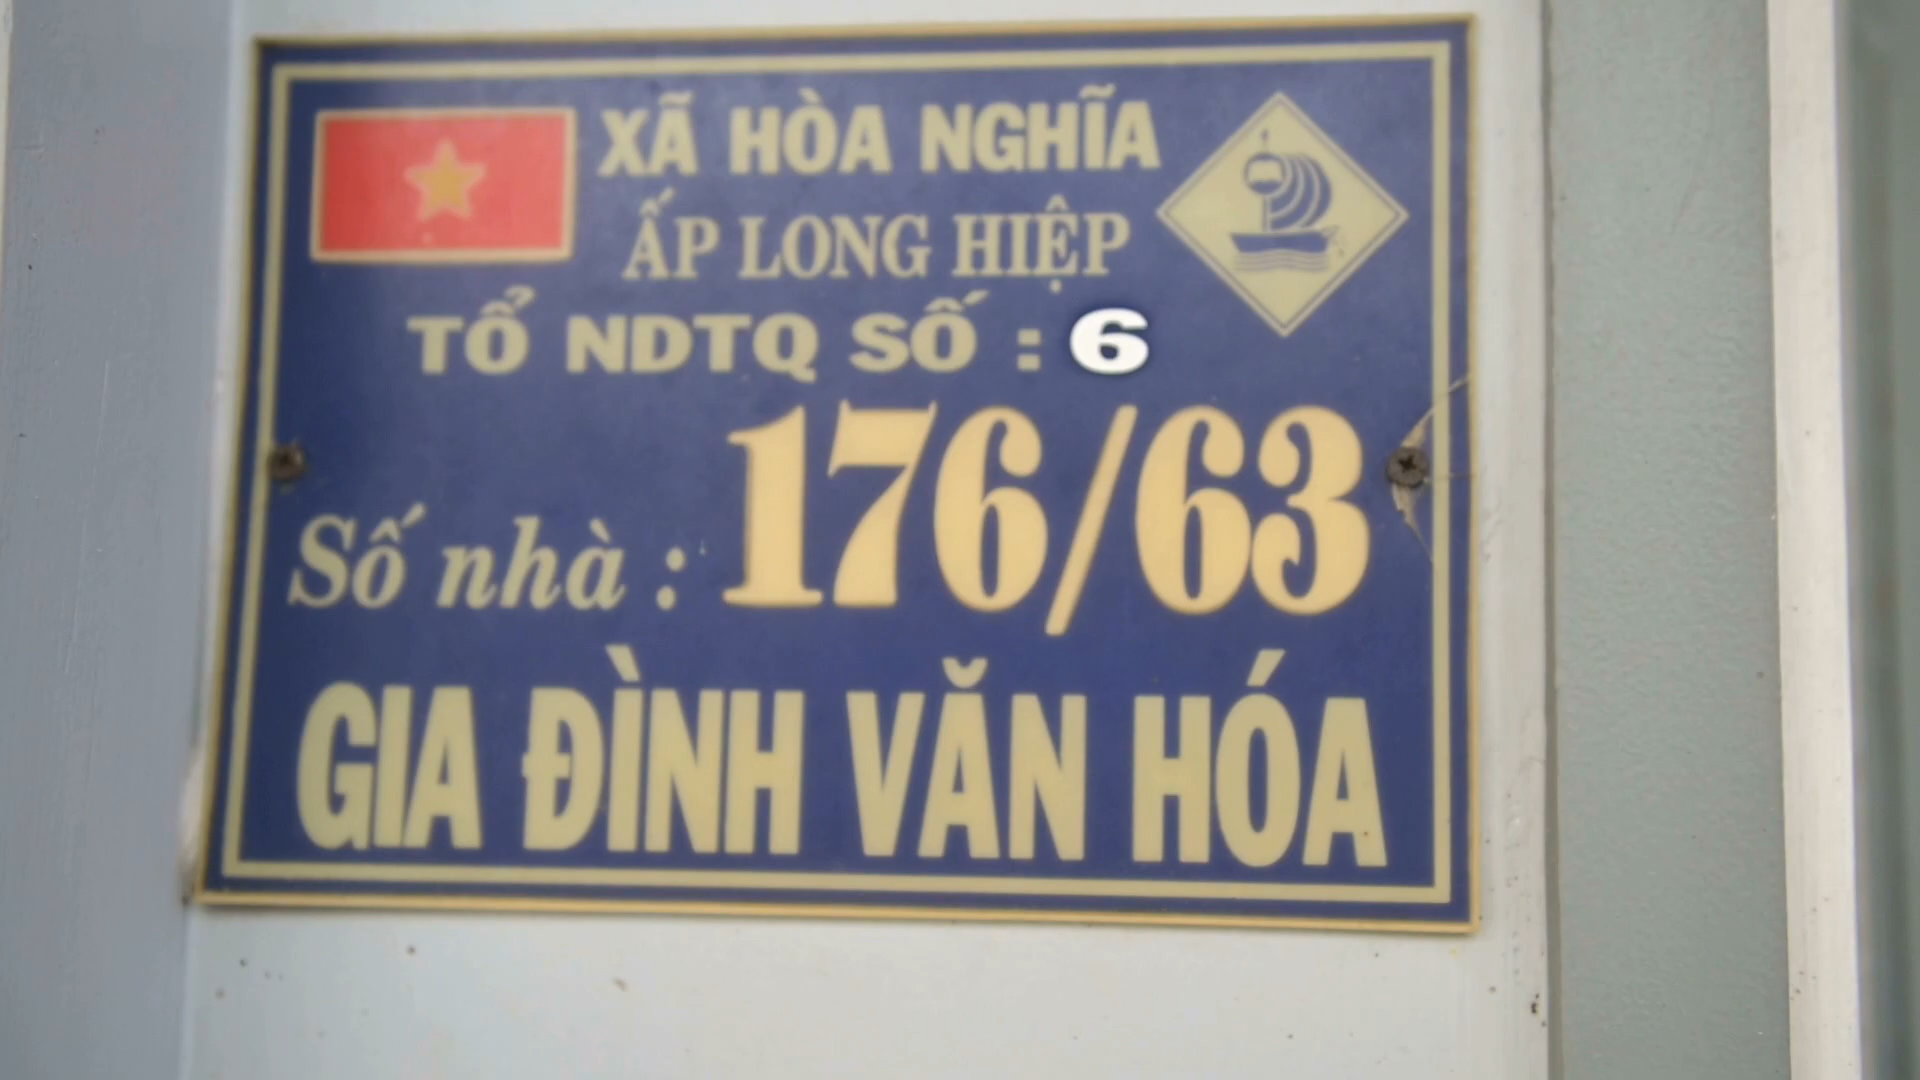 XÃ HÒA NGHĨA
ẤP LONG HIỆP
TỔ NDTQ SỐ : 6
Số nhà : 176/63
GIA ĐÌNH VĂN HÓA